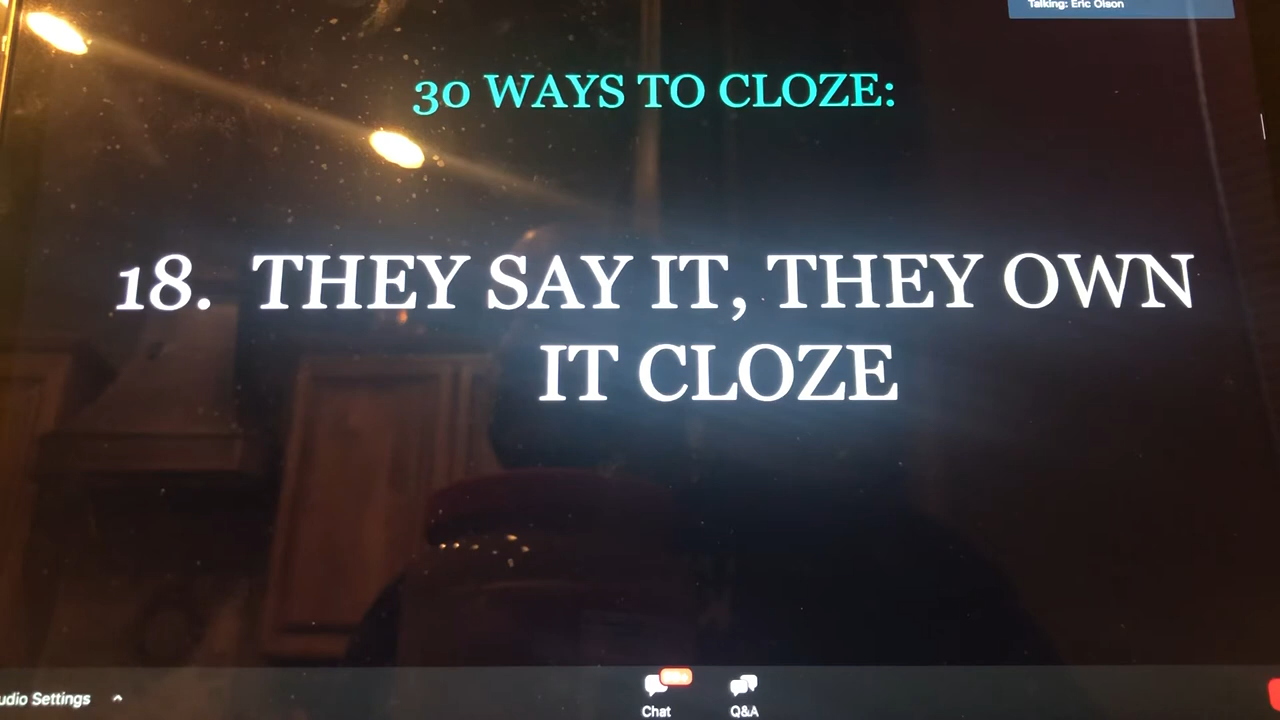 Talking: Eric Olson
30 WAYS TO CLOZE:
18. THEY SAY IT, THEY OWN
IT CLOZE
udio Settings
Chat
Q&A